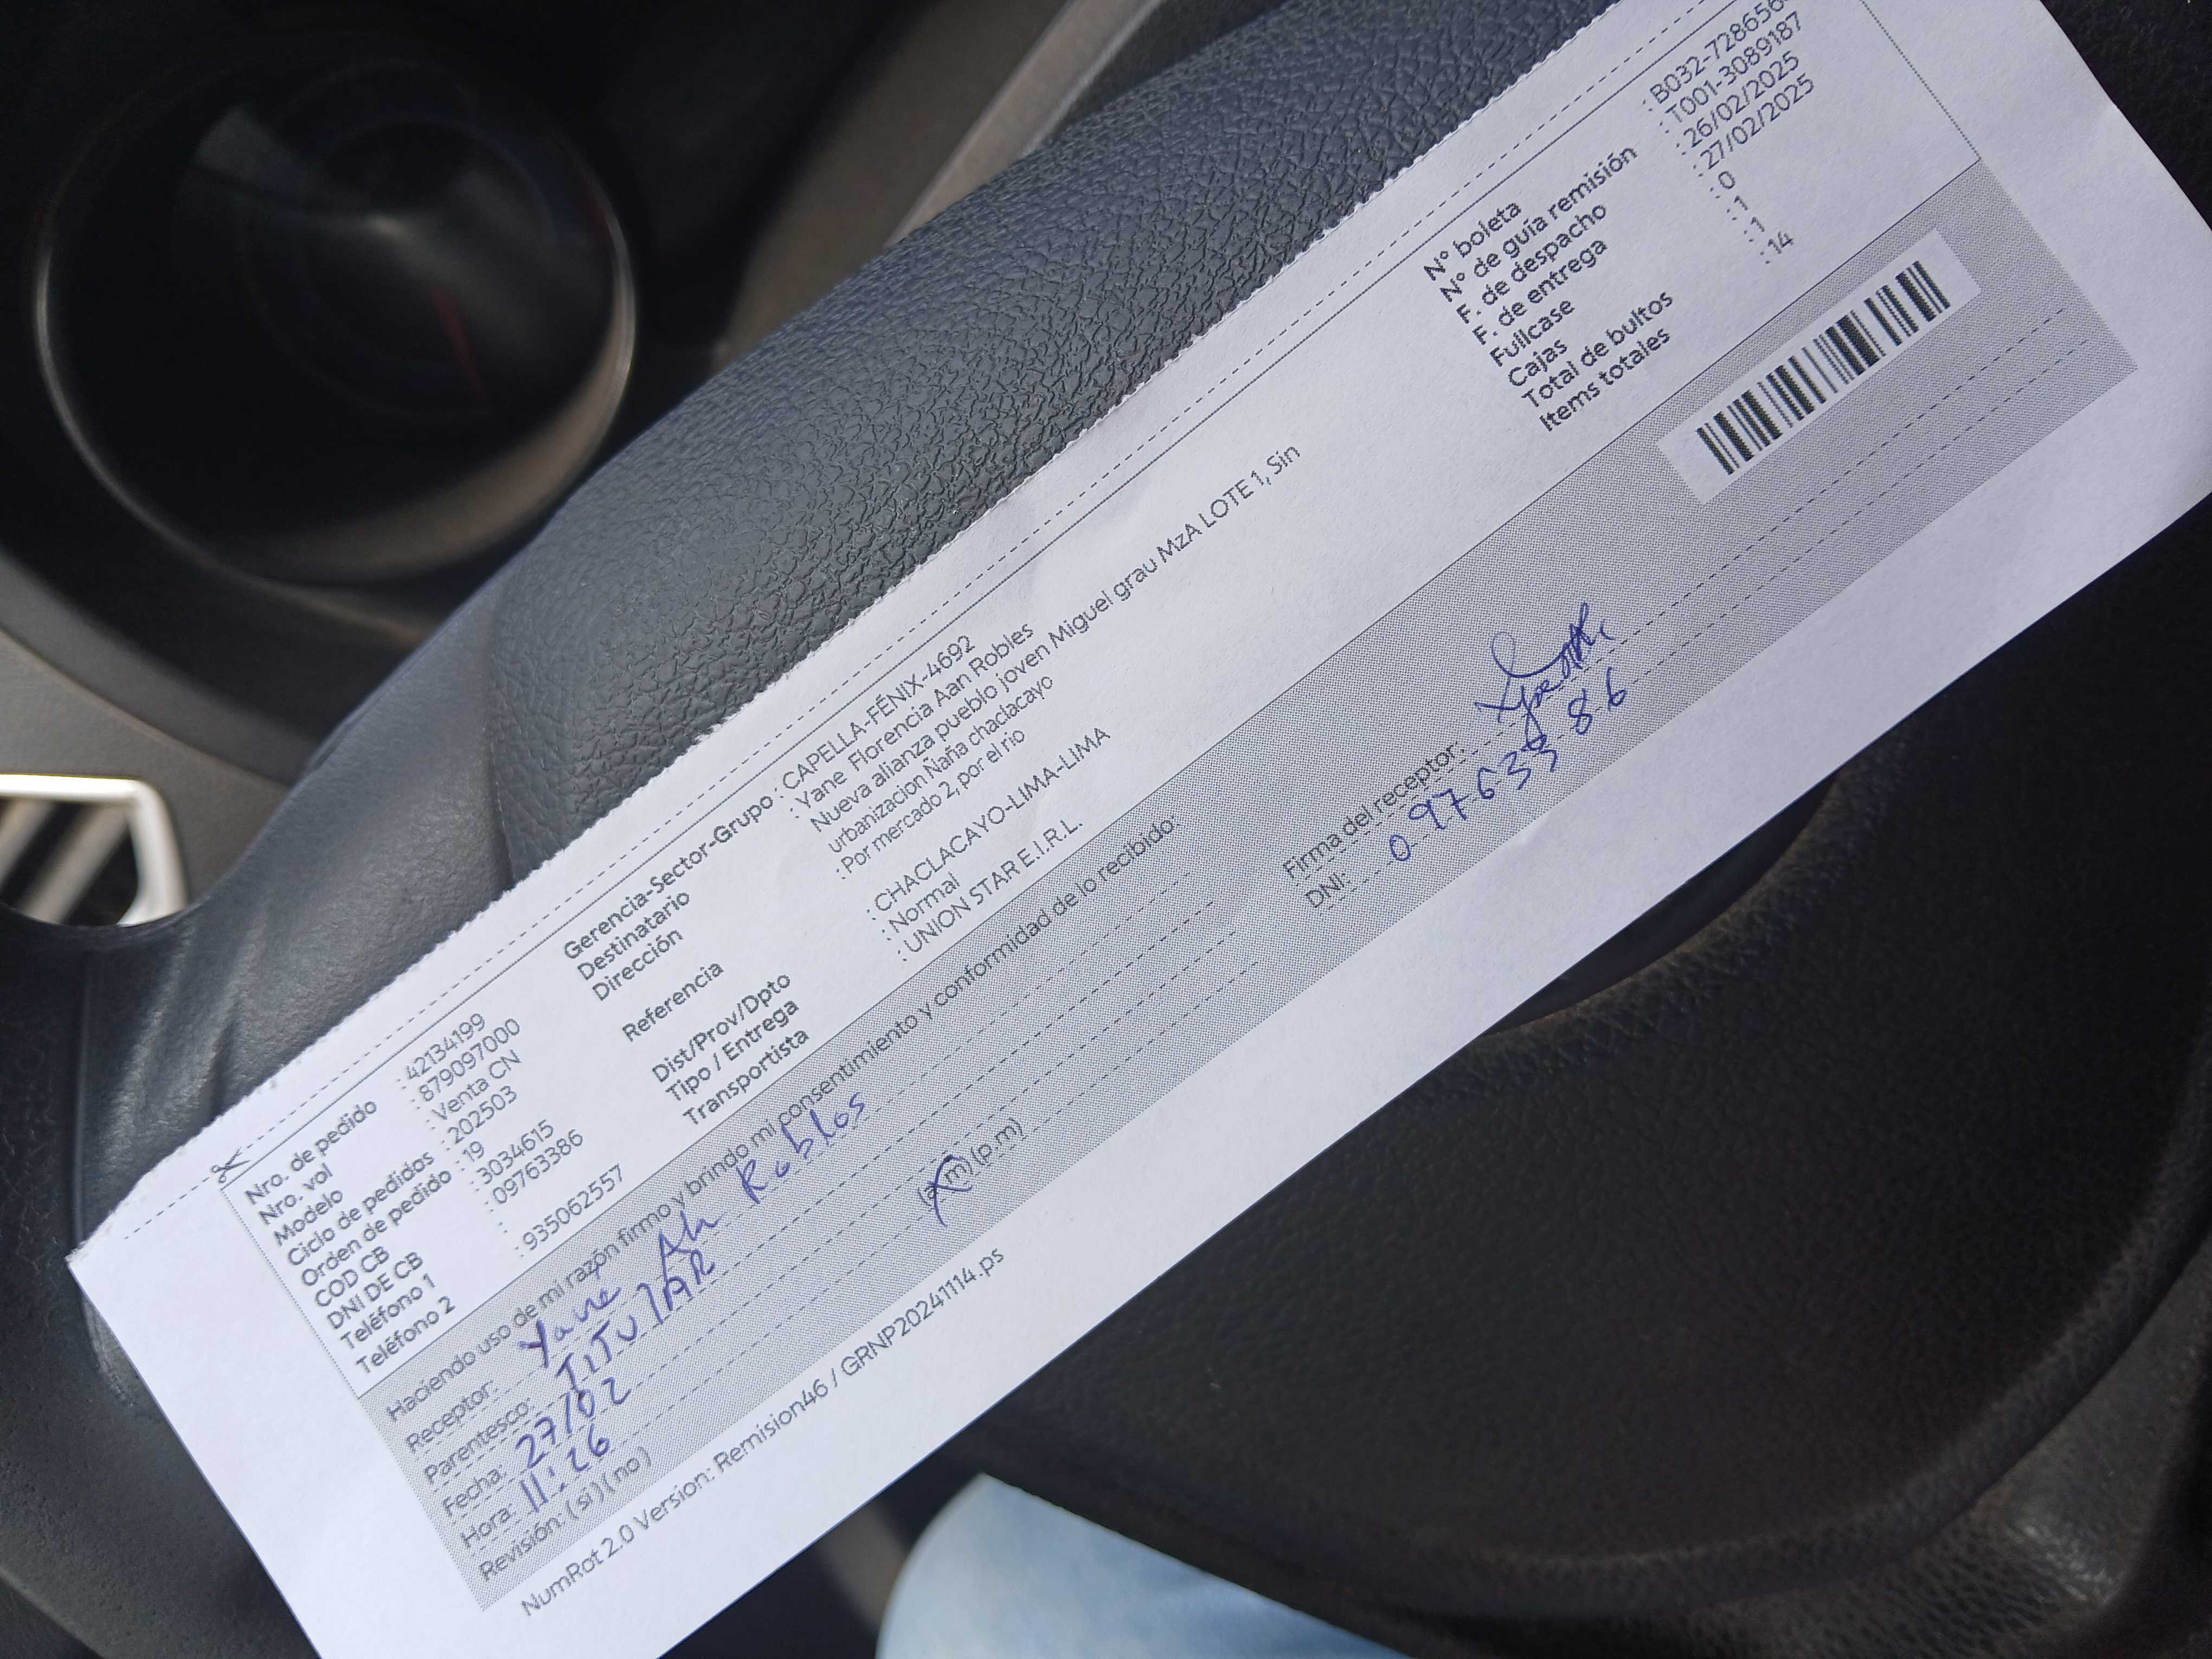 Nro. de pedido : 42134199
Nro. vol : 879097000
Modelo : Venta CN
Ciclo de pedidos : 202503
Orden de pedido : 19
COD CB : 3034615
DNI DE CB : 09763386
Teléfono 1 :
Teléfono 2 : 935062557
Gerencia-Sector-Grupo : CAPELLA-FÉNIX-4692
Destinatario : Yane Florencia Aan Robles
Dirección : Nueva alianza pueblo joven Miguel grau MzA LOTE 1, Sin
urbanizacion Ñaña chaclacayo
Referencia : Por mercado 2, por el rio
Dist/Prov/Dpto : CHACLACAYO-LIMA-LIMA
Tipo / Entrega : Normal
Transportista : UNION STAR E.I.R.L.
N° boleta : B032-728656
N° de guía remisión : T001-3089187
F. de despacho : 26/02/2025
F. de entrega : 27/02/2025
Fullcase : 0
Cajas : 1
Total de bultos : 1
Items totales : 14
Haciendo uso de mi razón firmo y brindo mi consentimiento y conformidad de lo recibido:
Receptor: Yane Robles
Parentesco: TITULAR
Fecha: 27/02
Hora: 11:26 (a.m) (p.m)
Revisión: (si) (no)
Firma del receptor:
DNI: 09763386
NumRot 2.0 Version: Remision46 / GRNP20241114.ps